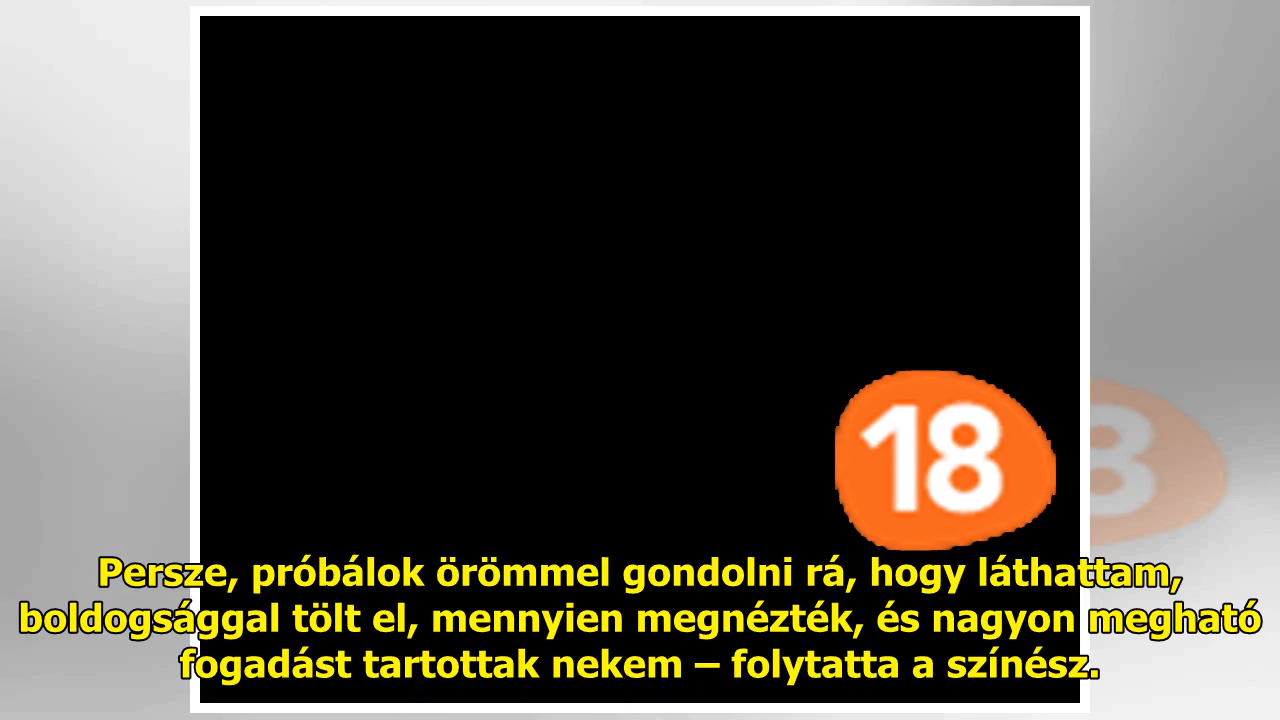 18
8
Persze, próbálok örömmel gondolni rá, hogy láthattam,
boldogsággal tölt el, mennyien megnézték, és nagyon megható
fogadást tartottak nekem – folytatta a színész.